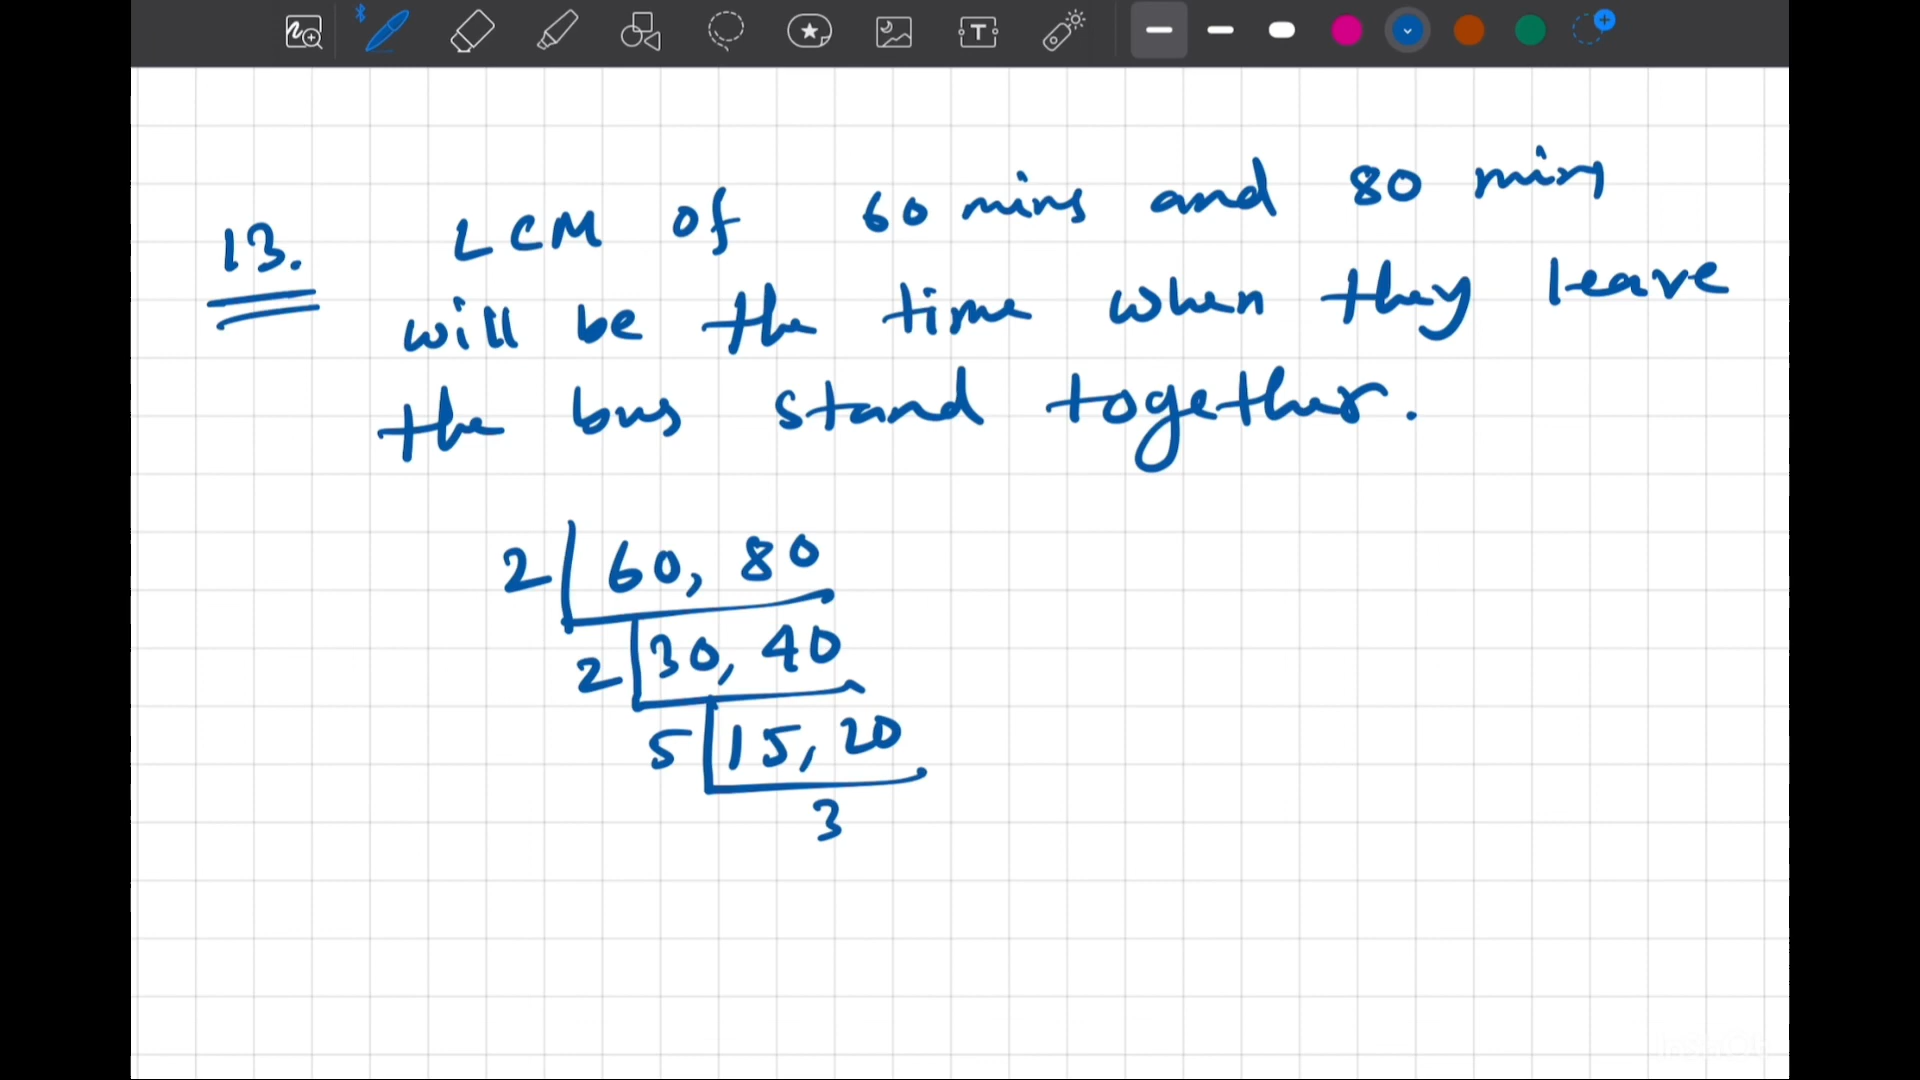 13. LCM of 60 mins and 80 mins
will be the time when they leave
the bus stand together.
2 60, 80
2 30, 40
5 15, 20
3